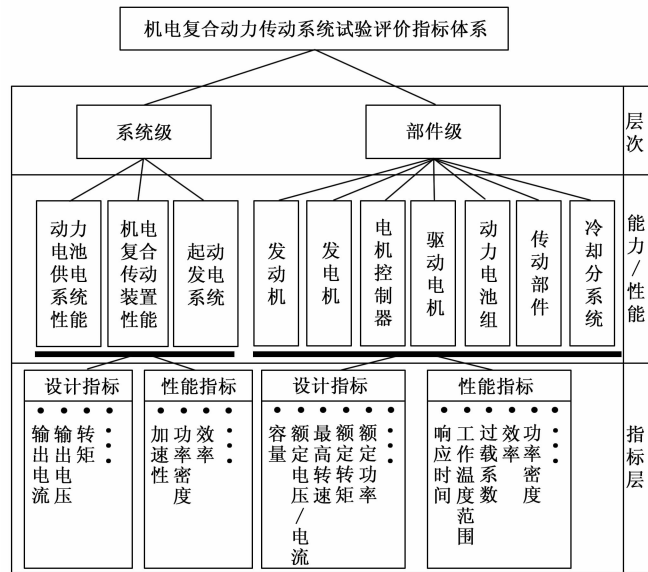 机电复合动力传动系统试验评价指标体系
系统级
部件级
层次
动力电池供电系统性能
机电复合传动装置性能
起动发电系统
发动机
发电机
电机控制器
驱动电机
动力电池组
传动部件
冷却分系统
能力/性能
设计指标
性能指标
设计指标
性能指标
输出电流
输出电压
转矩
加速性
功率密度
效率
容量
额定电压/电流
最高转速
额定转矩
额定功率
响应时间
工作温度范围
过载系数
效率
功率密度
指标层